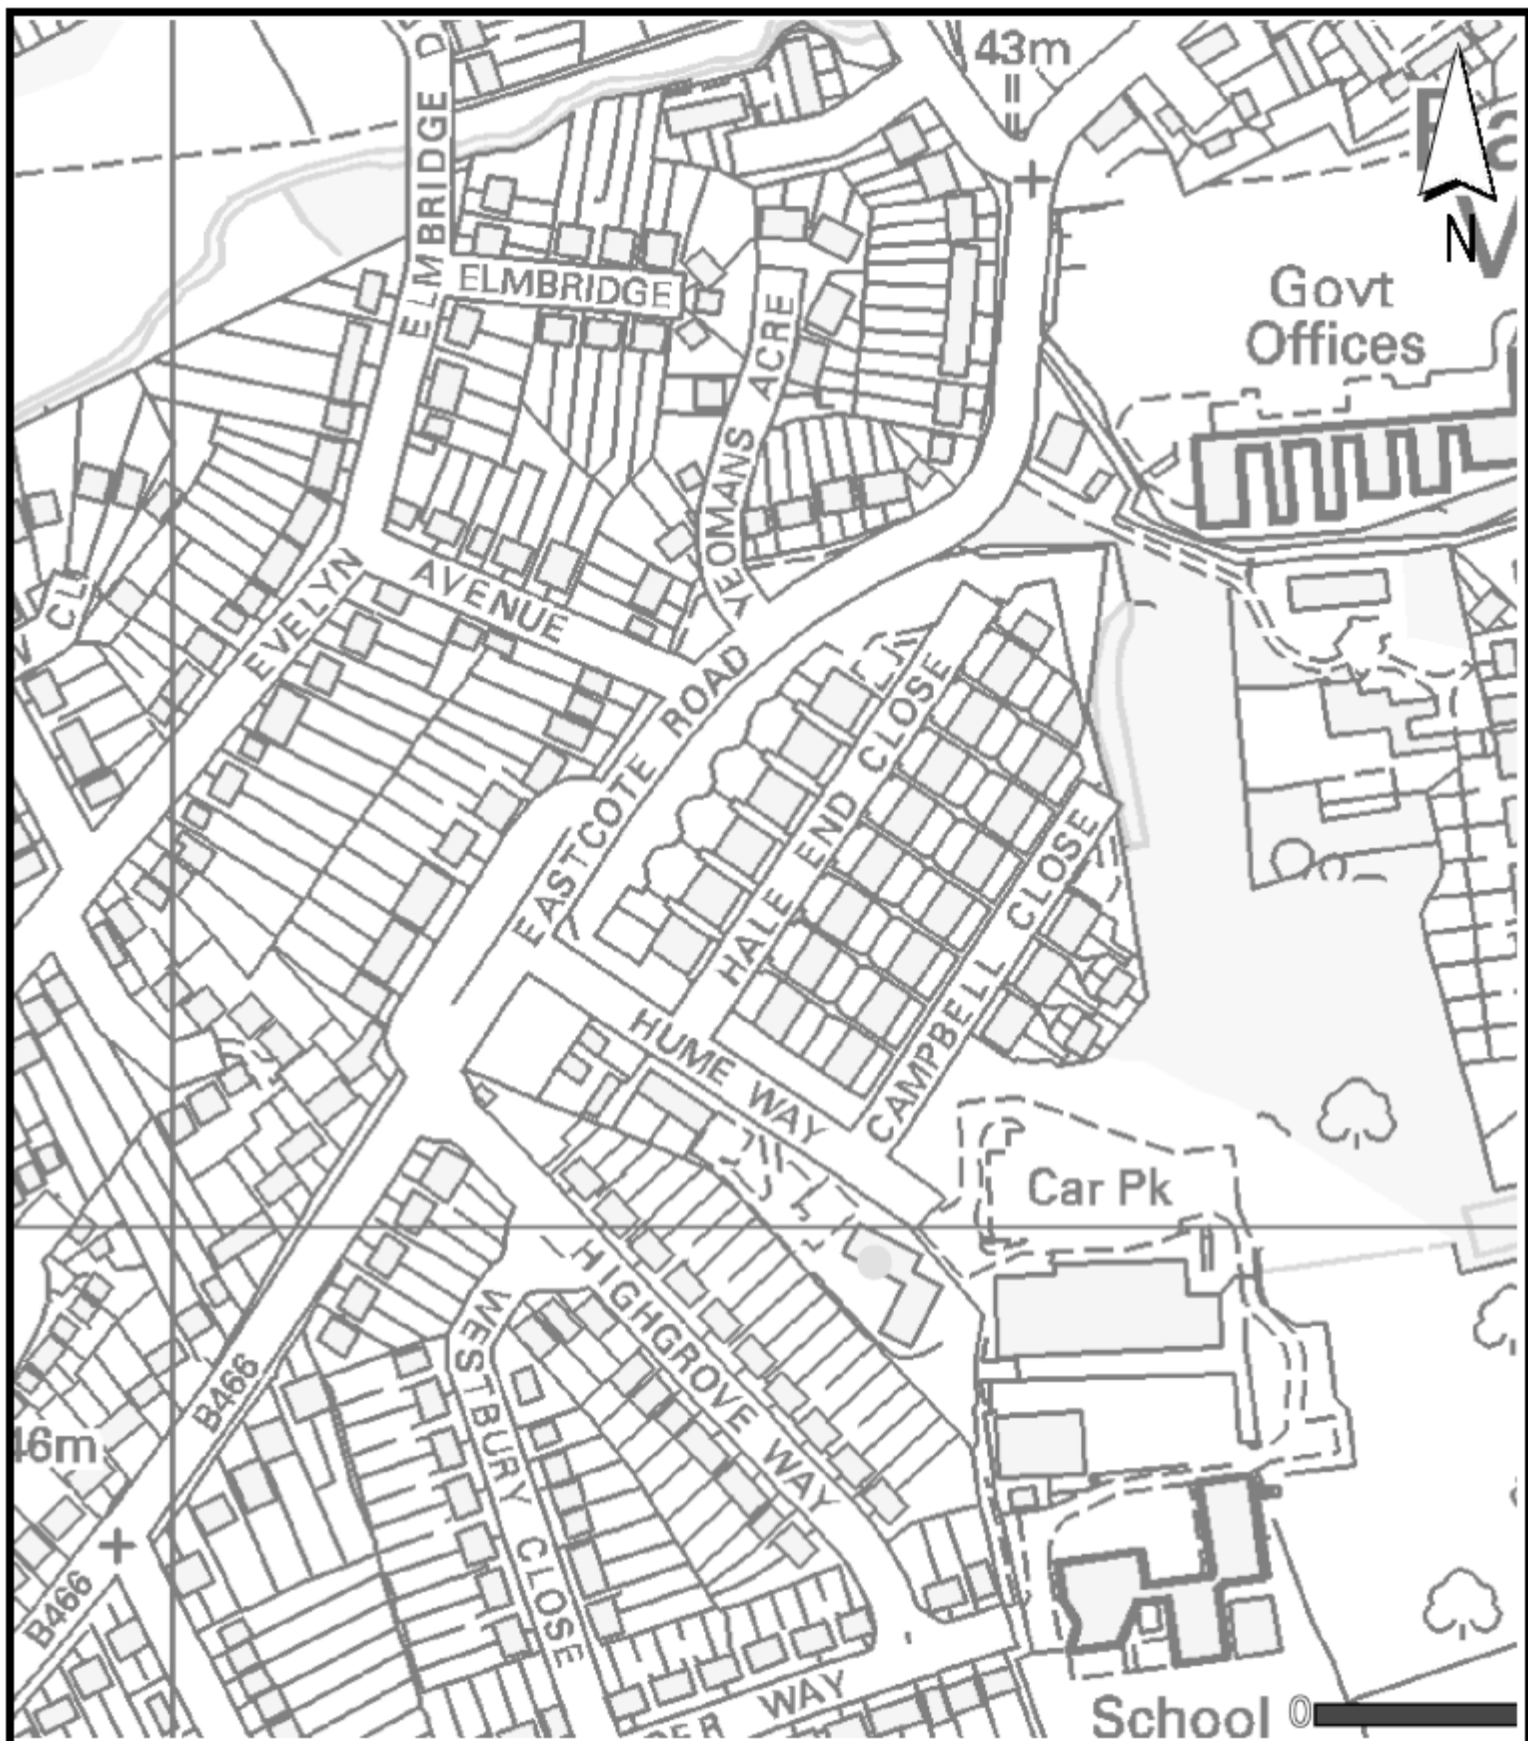 43m
ELMBRIDGE D
N
Govt
Offices
ELMBRIDGE
YEOMANS ACRE
CL
EVELYN
AVENUE
EASTCOTE ROAD
HALE END CLOSE
CAMPBELL CLOSE
HUME WAY
Car Pk
HIGHGROVE WAY
WESTBURY CLOSE
B466
46m
B466
WAY
School
0